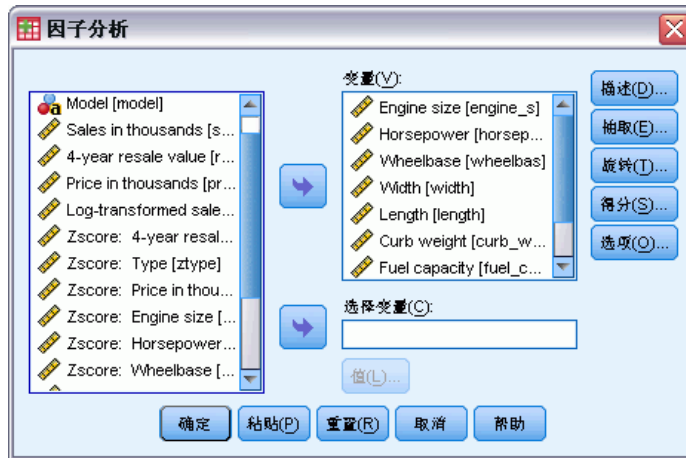 因子分析
Model [model]
Sales in thousands [s...
4-year resale value [r...
Price in thousands [pr...
Log-transformed sale...
Zscore: 4-year resal...
Zscore: Type [ztype]
Zscore: Price in thou...
Zscore: Engine size [...
Zscore: Horsepower...
Zscore: Wheelbase [...
变量(V):
Engine size [engine_s]
Horsepower [horsep...
Wheelbase [wheelbas]
Width [width]
Length [length]
Curb weight [curb_w...
Fuel capacity [fuel_c...
选择变量(C):
值(L)...
描述(D)...
抽取(E)...
旋转(T)...
得分(S)...
选项(O)...
确定
粘贴(P)
重置(R)
取消
帮助